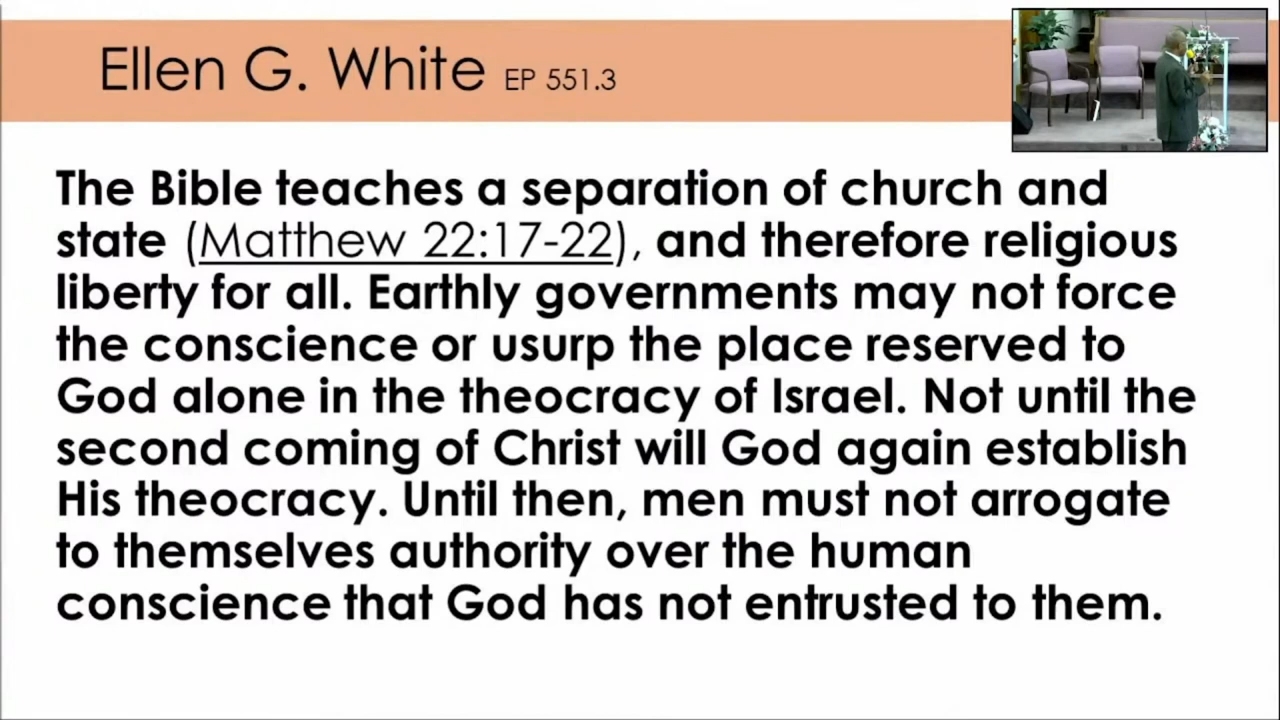 Ellen G. White EP 551.3
The Bible teaches a separation of church and
state (Matthew 22:17-22), and therefore religious
liberty for all. Earthly governments may not force
the conscience or usurp the place reserved to
God alone in the theocracy of Israel. Not until the
second coming of Christ will God again establish
His theocracy. Until then, men must not arrogate
to themselves authority over the human
conscience that God has not entrusted to them.